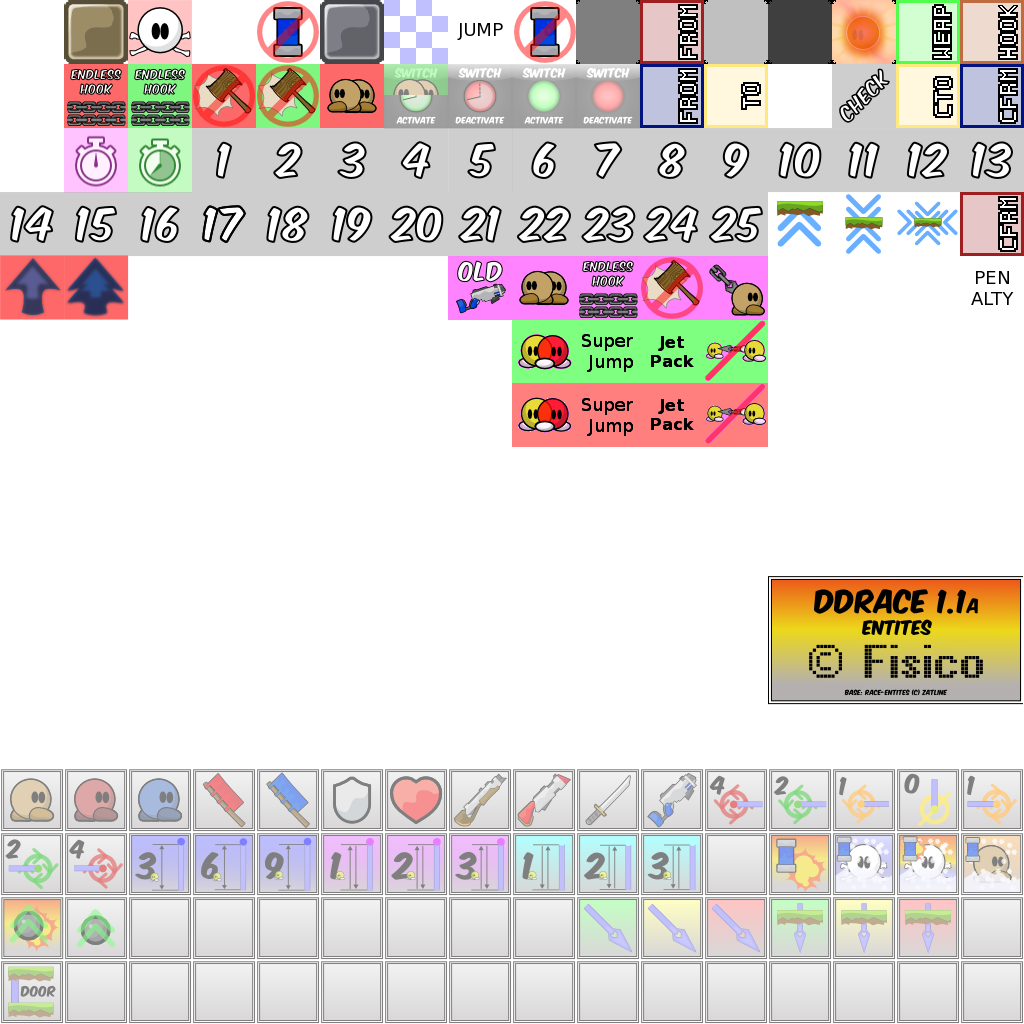 JUMP
FROM
WEAP
HOOK
ENDLESS
HOOK
ENDLESS
HOOK
SWITCH
ACTIVATE
SWITCH
DEACTIVATE
SWITCH
ACTIVATE
SWITCH
DEACTIVATE
FROM
TO
CHECK
CTO
CFRM
1 2 3 4 5 6 7 8 9 10 11 12 13
14 15 16 17 18 19 20 21 22 23 24 25
CFRM
OLD
ENDLESS
HOOK
PEN
ALTY
Super
Jump
Jet
Pack
Super
Jump
Jet
Pack
DDRACE 1.1A
ENTITES
© Fisico
BASE: RACE-ENTITES (C) ZATLINE
4 2 1 0 1
2 4 3 6 9 1 2 3 1 2 3
DOOR